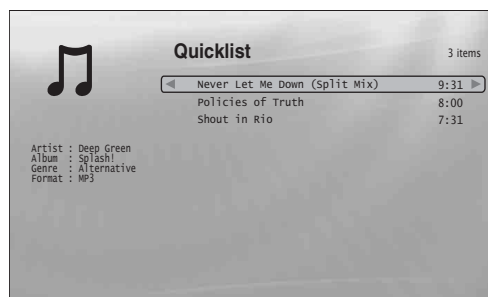 Quicklist
3 items
Never Let Me Down (Split Mix) 9:31
Policies of Truth 8:00
Shout in Rio 7:31
Artist : Deep Green
Album : Splash!
Genre : Alternative
Format : MP3